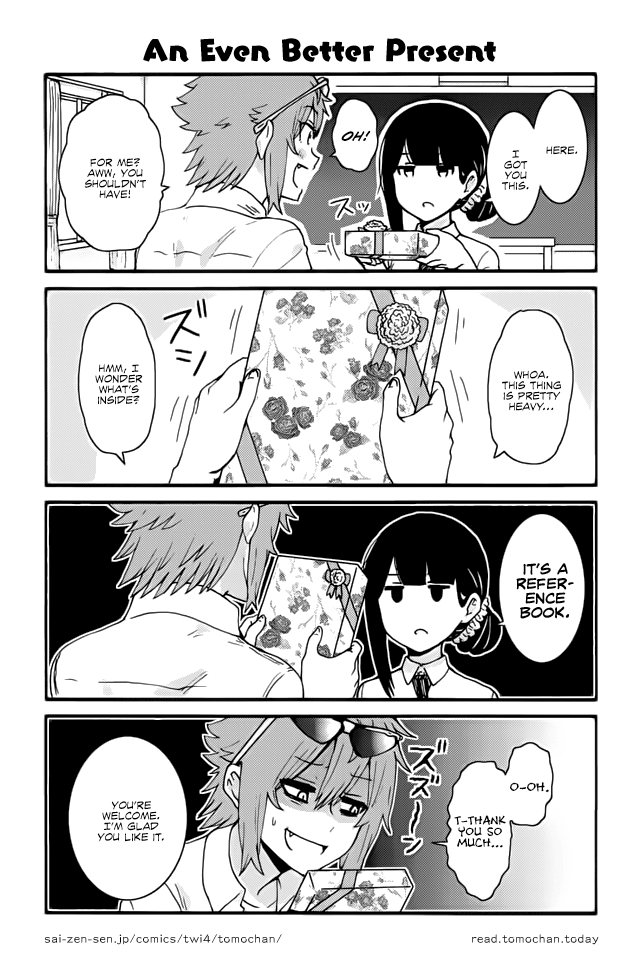 An Even Better Present
HERE.
I
GOT
YOU
THIS.
OH!
FOR ME?
AWW, YOU
SHOULDN'T
HAVE!
スッ
WHOA.
THIS THING
IS PRETTY
HEAVY...
ズシ
HMM, I
WONDER
WHAT'S
INSIDE?
IT'S A
REFER-
ENCE
BOOK.
O-OH.
T-THANK
YOU SO
MUCH...
ズズーン
YOU'RE
WELCOME.
I'M GLAD
YOU LIKE IT.
sai-zen-sen.jp/comics/twi4/tomochan/
read.tomochan.today